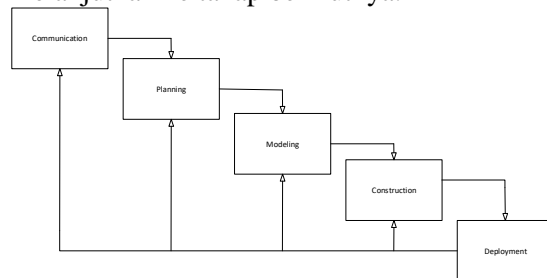 Communication
Planning
Modeling
Construction
Deployment